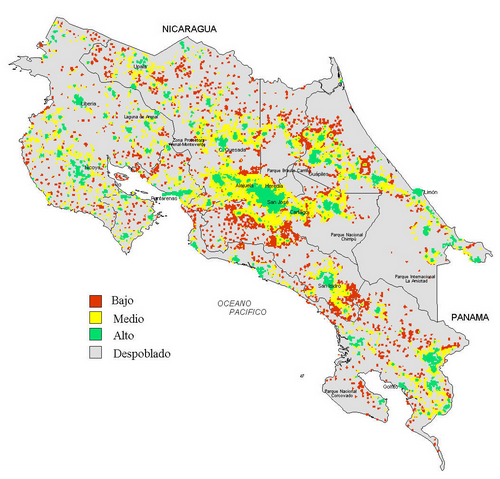 NICARAGUA
Upala
Liberia
Laguna de Arenal
Zona Protectora
Arenal-Monteverde
C. Quesada
Parque Braulio Carrillo
Guápiles
Nicoya
Alajuela
Heredia
Limón
Puntarenas
San José
Cartago
Parque Nacional
Chirripó
Parque Internacional
La Amistad
San Isidro
OCEANO
PACIFICO
PANAMA
Bajo
Medio
Alto
Despoblado
Golfito
Parque Nacional
Corcovado